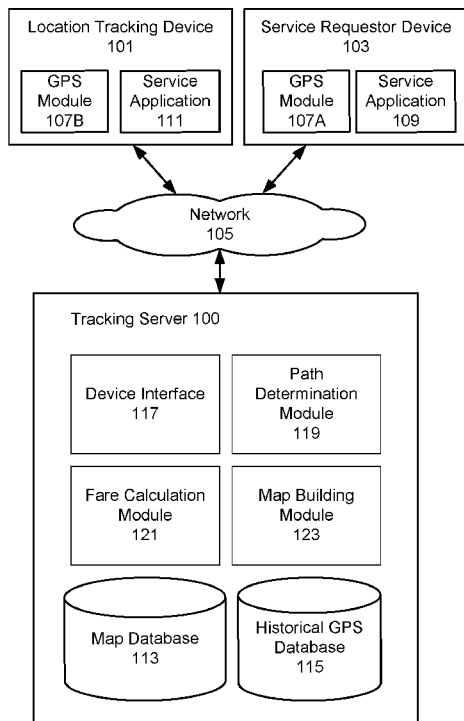 Location Tracking Device
101
GPS
Module
107B
Service
Application
111
Service Requestor Device
103
GPS
Module
107A
Service
Application
109
Network
105
Tracking Server 100
Device Interface
117
Path
Determination
Module
119
Fare Calculation
Module
121
Map Building
Module
123
Map Database
113
Historical GPS
Database
115